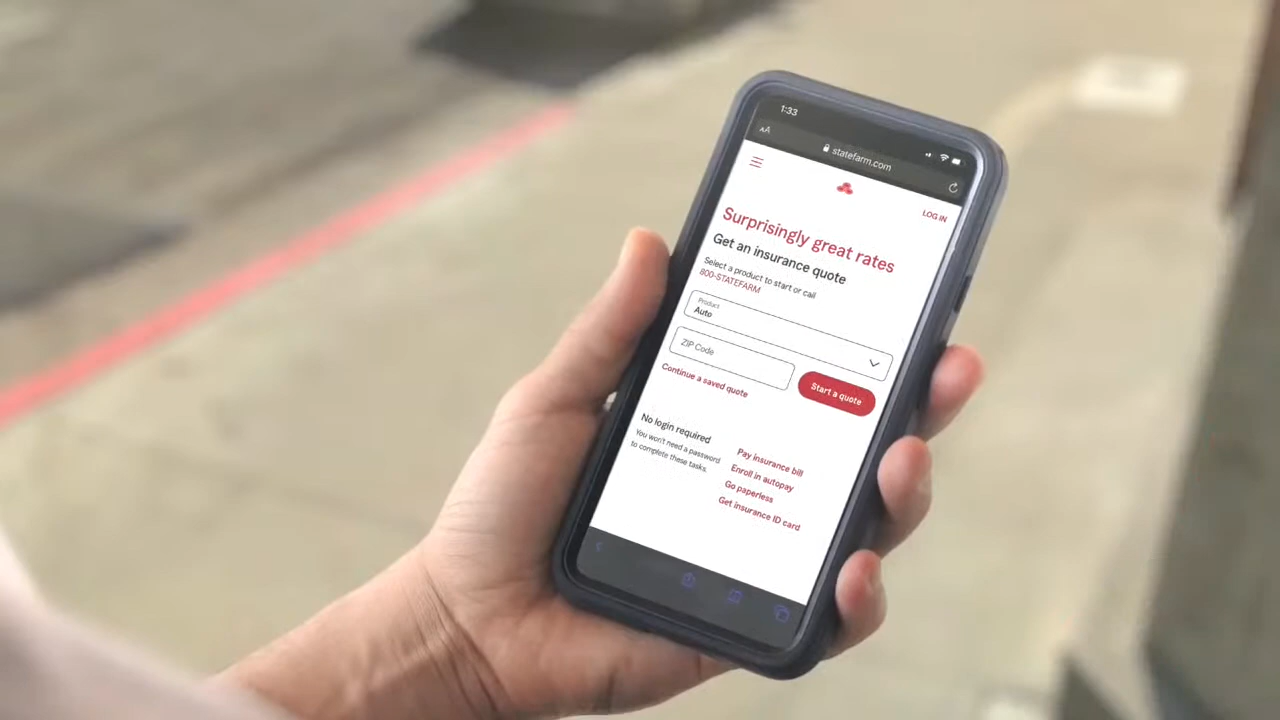 1:33
AA
statefarm.com
LOG IN
Surprisingly great rates
Get an insurance quote
Select a product to start or call
800-STATEFARM
Product
Auto
ZIP Code
Start a quote
Continue a saved quote
No login required
You won't need a password
to complete these tasks.
Pay insurance bill
Enroll in autopay
Go paperless
Get insurance ID card